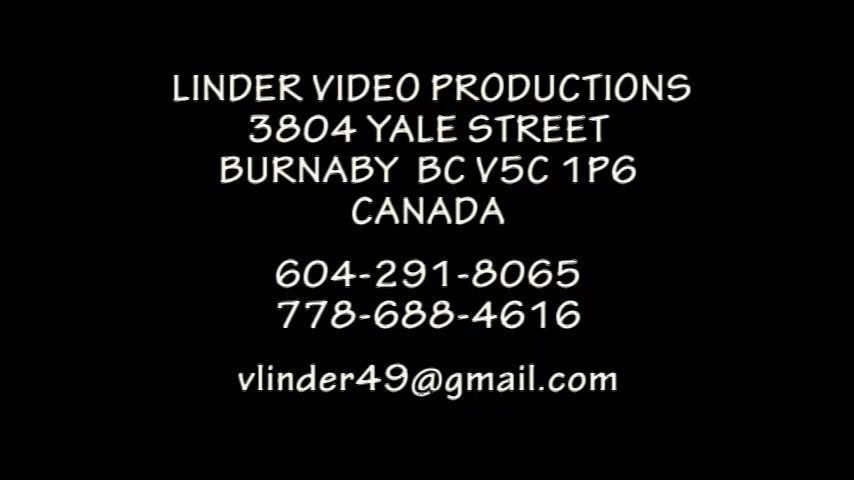 LINDER VIDEO PRODUCTIONS
3804 YALE STREET
BURNABY  BC V5C 1P6
CANADA
604-291-8065
778-688-4616
vlinder49@gmail.com